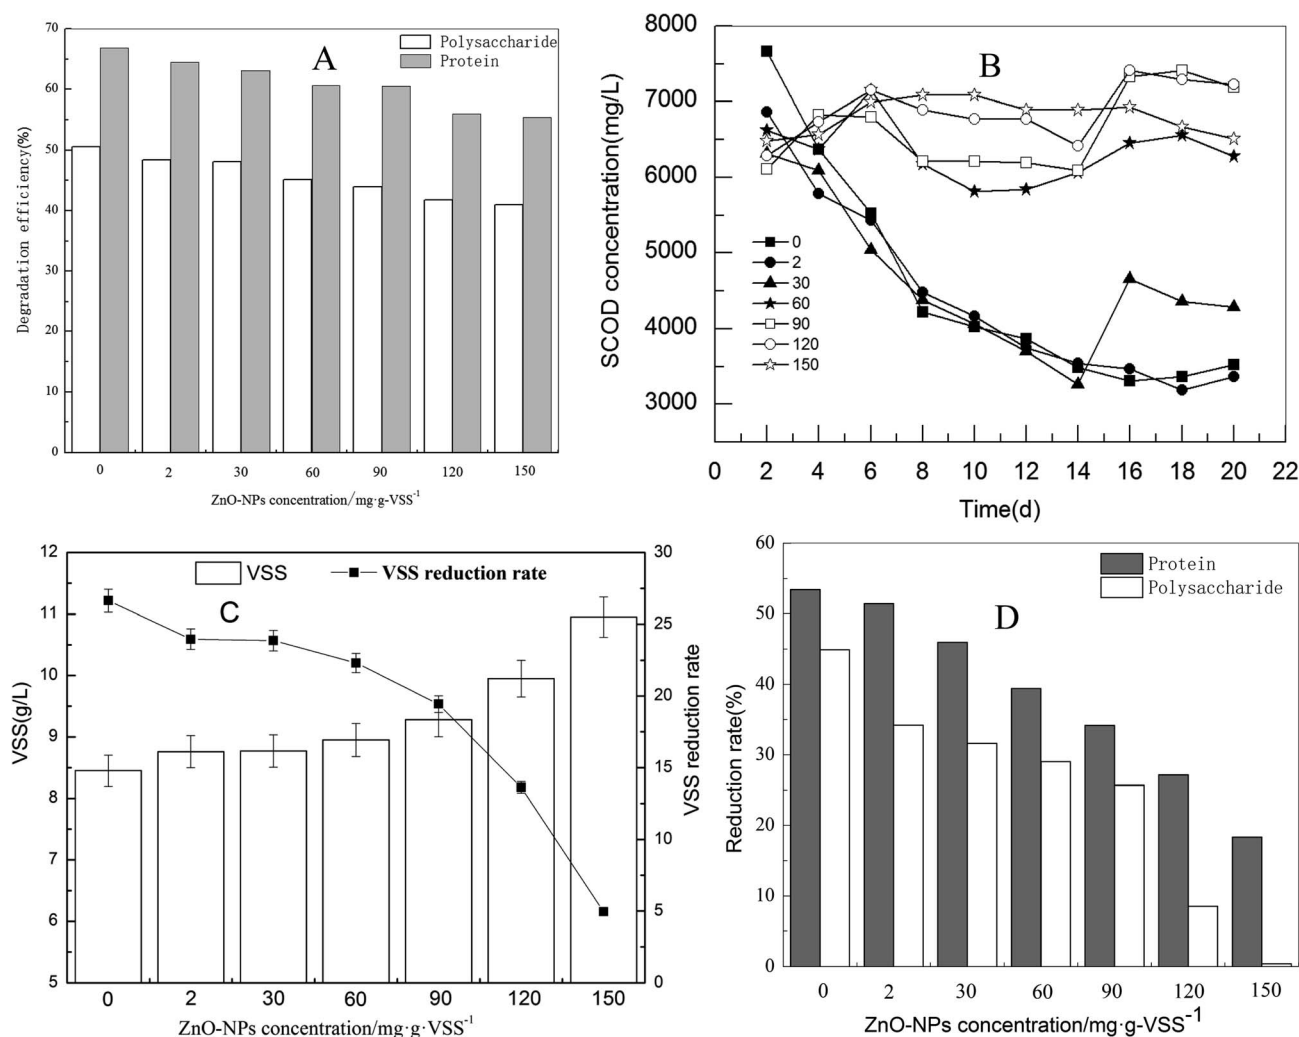 A
Polysaccharide
Protein
70
60
50
40
30
20
10
0
Degradation efficiency(%)
0 2 30 60 90 120 150
ZnO-NPs concentration/mg·g-VSS⁻¹
B
8000
7000
6000
5000
4000
3000
SCOD concentration(mg/L)
0
2
30
60
90
120
150
0 2 4 6 8 10 12 14 16 18 20 22
Time(d)
C
VSS
VSS reduction rate
12
11
10
9
8
7
6
5
VSS(g/L)
30
25
20
15
10
5
0
VSS reduction rate
0 2 30 60 90 120 150
ZnO-NPs concentration/mg·g·VSS⁻¹
D
Protein
Polysaccharide
60
50
40
30
20
10
0
Reduction rate(%)
0 2 30 60 90 120 150
ZnO-NPs concentration/mg·g-VSS⁻¹